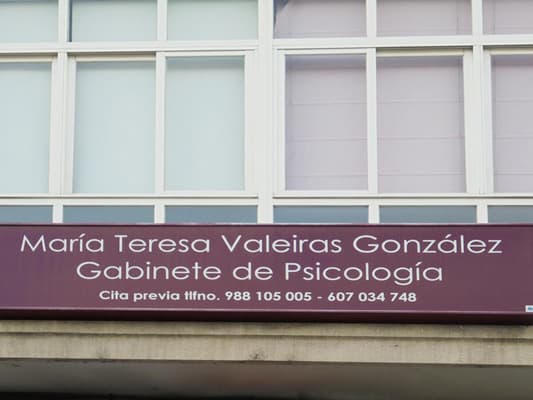 María Teresa Valeiras González
Gabinete de Psicología
Cita previa tlfno. 988 105 005 - 607 034 748